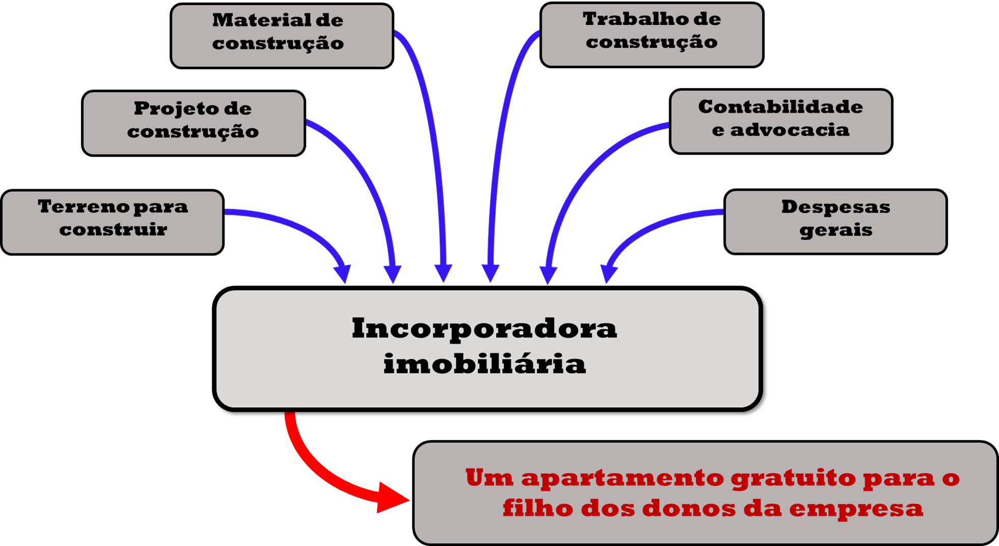 Material de
construção
Trabalho de
construção
Projeto de
construção
Contabilidade
e advocacia
Terreno para
construir
Despesas
gerais
Incorporadora
imobiliária
Um apartamento gratuito para o
filho dos donos da empresa